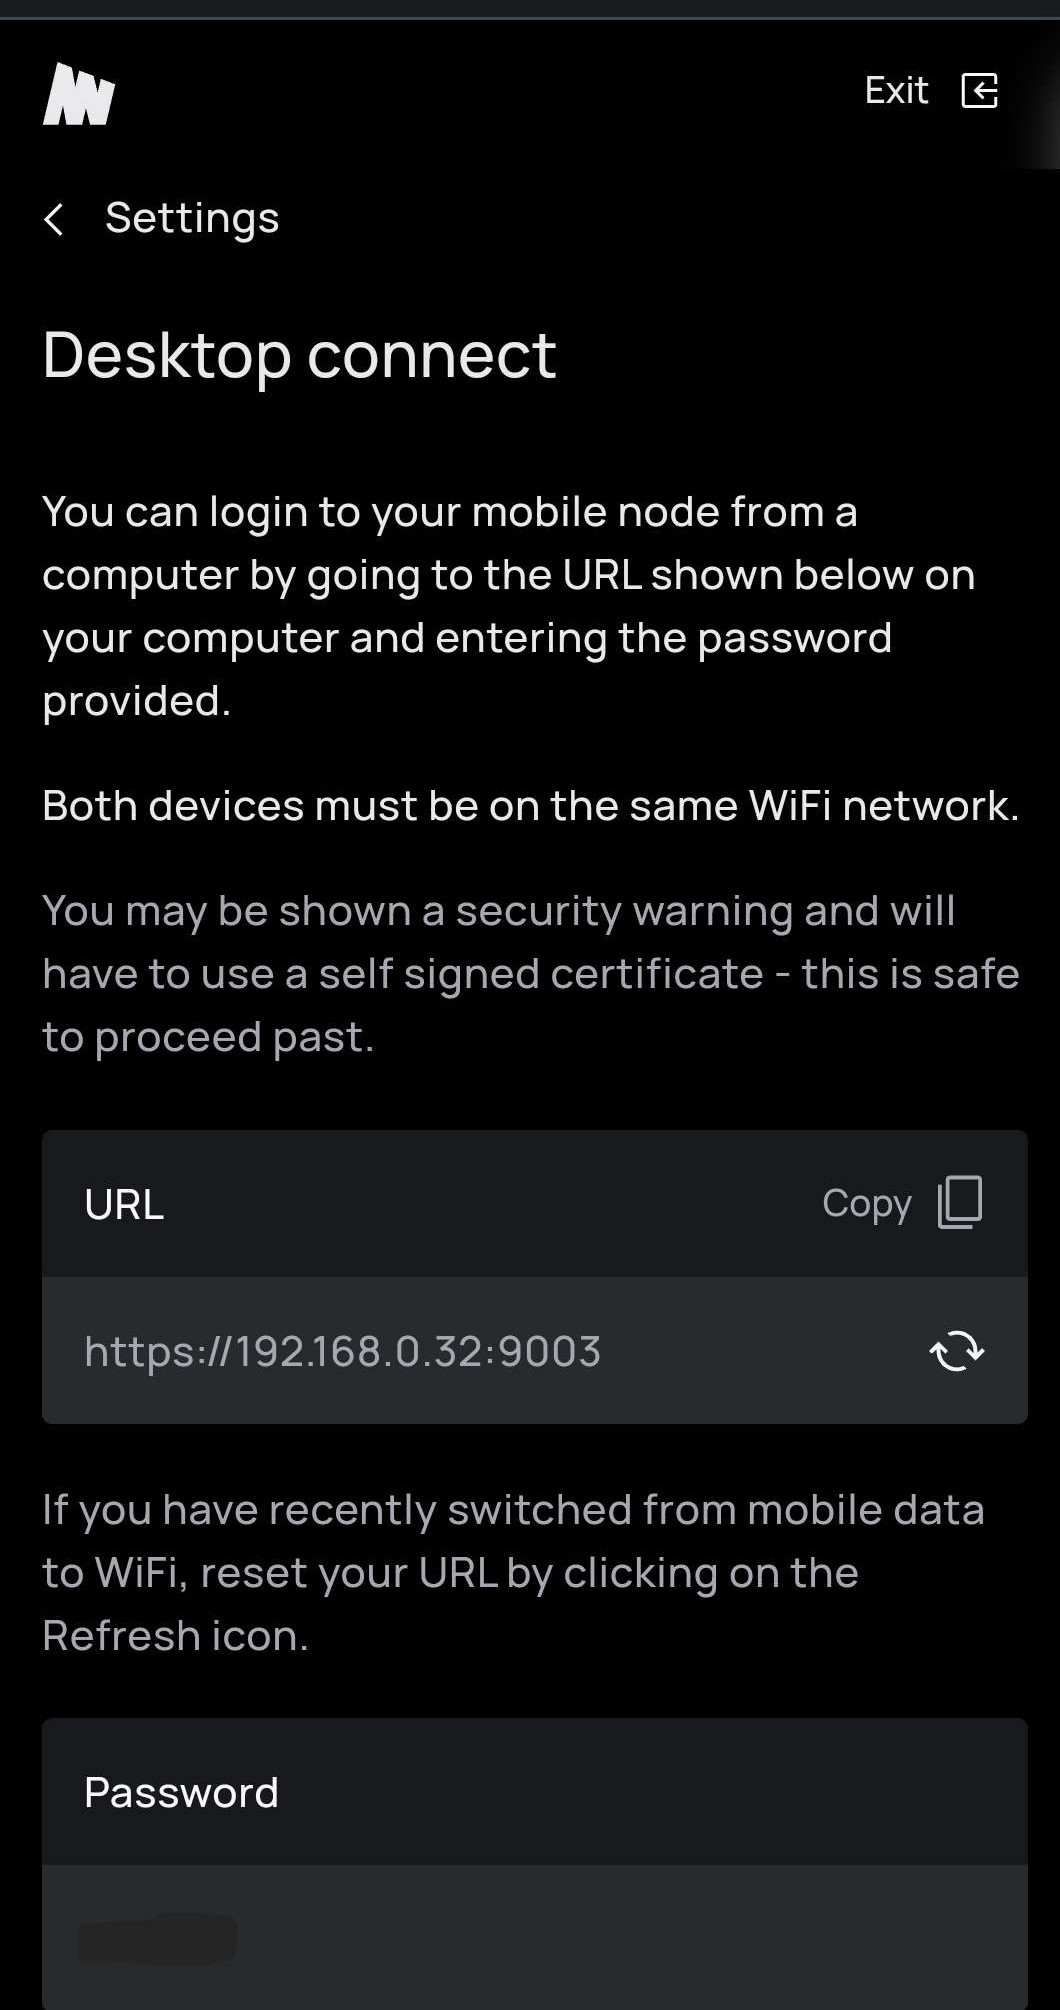 Exit
Settings
Desktop connect
You can login to your mobile node from a
computer by going to the URL shown below on
your computer and entering the password
provided.
Both devices must be on the same WiFi network.
You may be shown a security warning and will
have to use a self signed certificate - this is safe
to proceed past.
URL
Copy
https://192.168.0.32:9003
If you have recently switched from mobile data
to WiFi, reset your URL by clicking on the
Refresh icon.
Password